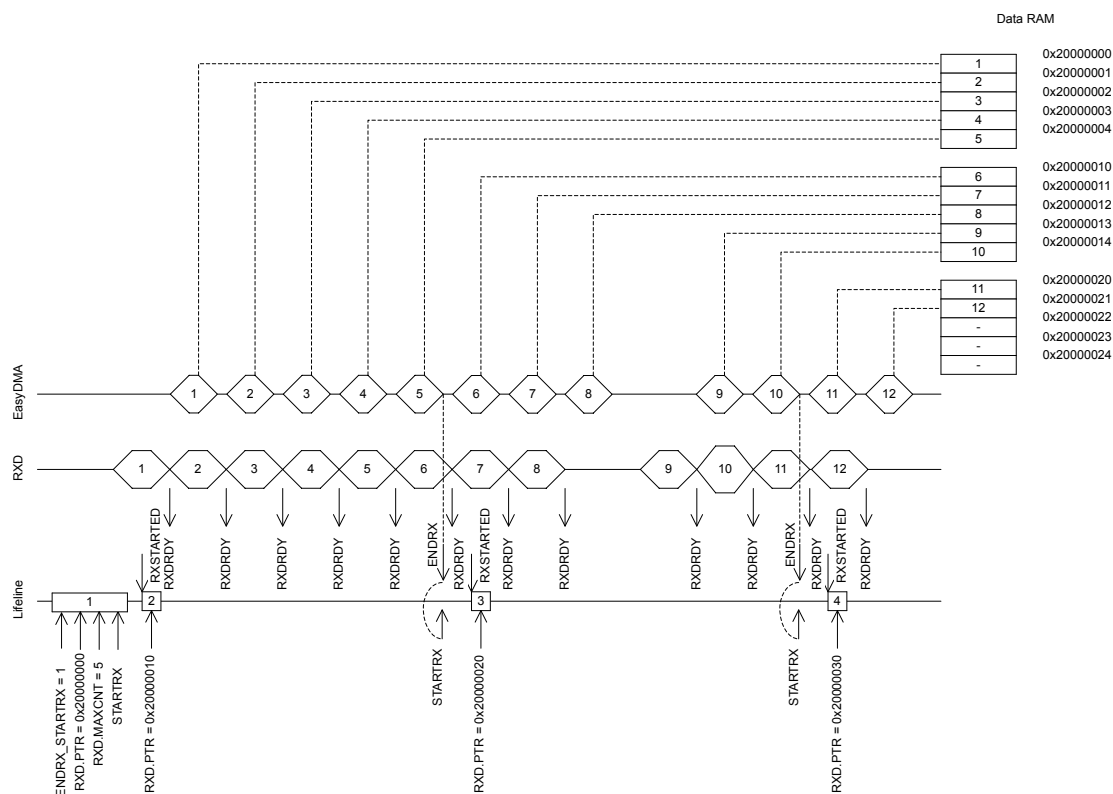 Data RAM
1 0x20000000
2 0x20000001
3 0x20000002
4 0x20000003
5 0x20000004
6 0x20000010
7 0x20000011
8 0x20000012
9 0x20000013
10 0x20000014
11 0x20000020
12 0x20000021
- 0x20000022
- 0x20000023
- 0x20000024
EasyDMA
1 2 3 4 5 6 7 8 9 10 11 12
RXD
1 2 3 4 5 6 7 8 9 10 11 12
RXSTARTED
RXDRDY
RXDRDY
RXDRDY
RXDRDY
RXDRDY
ENDRX
RXDRDY
RXSTARTED
RXDRDY
RXDRDY
RXDRDY
RXDRDY
ENDRX
RXDRDY
RXSTARTED
RXDRDY
Lifeline
1 2 3 4
ENDRX_STARTRX = 1
RXD.PTR = 0x20000000
RXD.MAXCNT = 5
STARTRX
RXD.PTR = 0x20000010
STARTRX
RXD.PTR = 0x20000020
STARTRX
RXD.PTR = 0x20000030